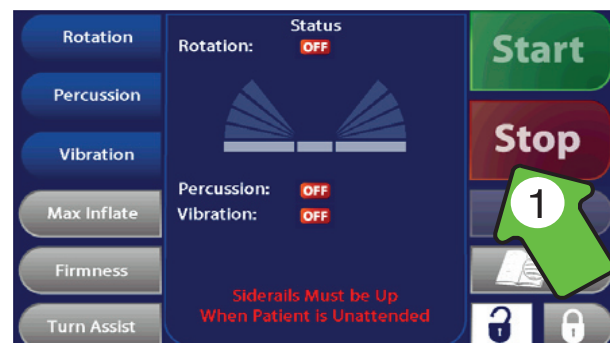 Rotation
Percussion
Vibration
Max Inflate
Firmness
Turn Assist
Status
Rotation: OFF
Percussion: OFF
Vibration: OFF
Siderails Must be Up
When Patient is Unattended
Start
Stop
1